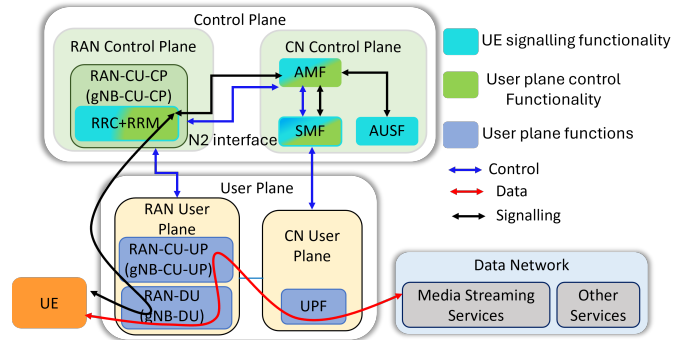 Control Plane
RAN Control Plane
CN Control Plane
RAN-CU-CP
(gNB-CU-CP)
RRC+RRM
AMF
SMF
AUSF
N2 interface
UE signalling functionality
User plane control
Functionality
User plane functions
Control
Data
Signalling
User Plane
RAN User
Plane
RAN-CU-UP
(gNB-CU-UP)
RAN-DU
(gNB-DU)
CN User
Plane
UPF
UE
Data Network
Media Streaming
Services
Other
Services